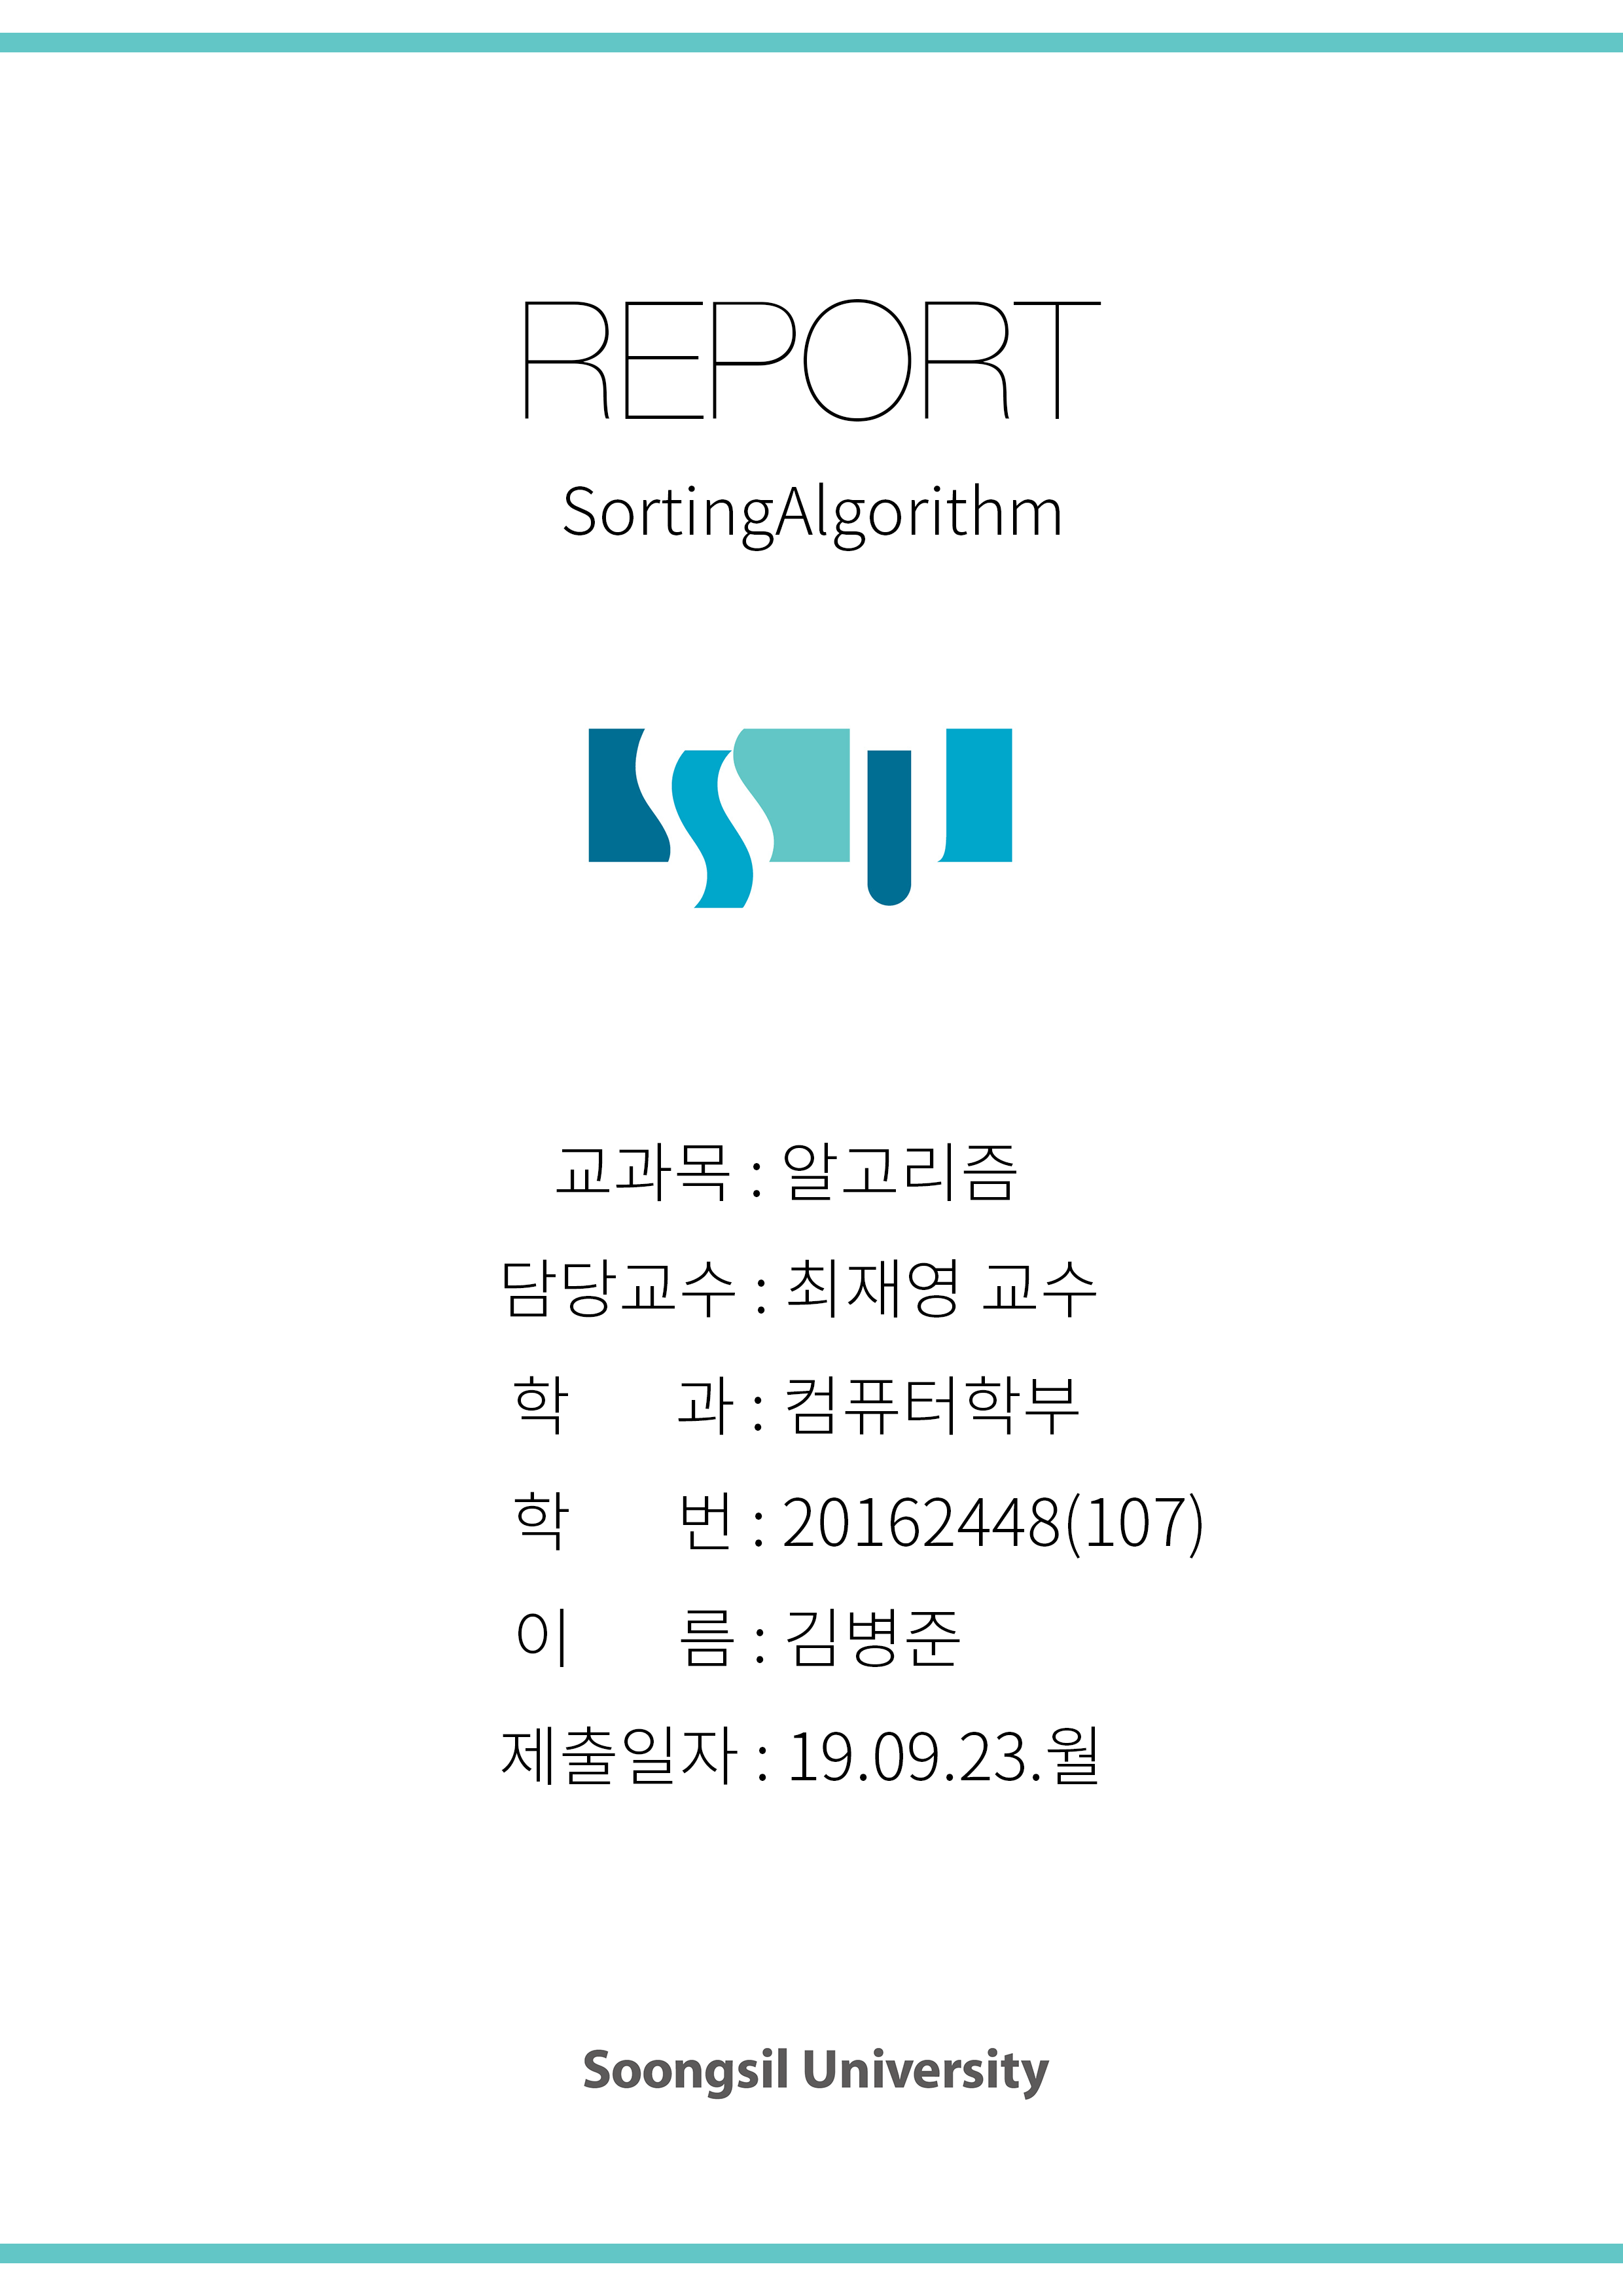 REPORT
SortingAlgorithm
SSU
교과목 : 알고리즘
담당교수 : 최재영 교수
학 과 : 컴퓨터학부
학 번 : 20162448(107)
이 름 : 김병준
제출일자 : 19.09.23.월
Soongsil University